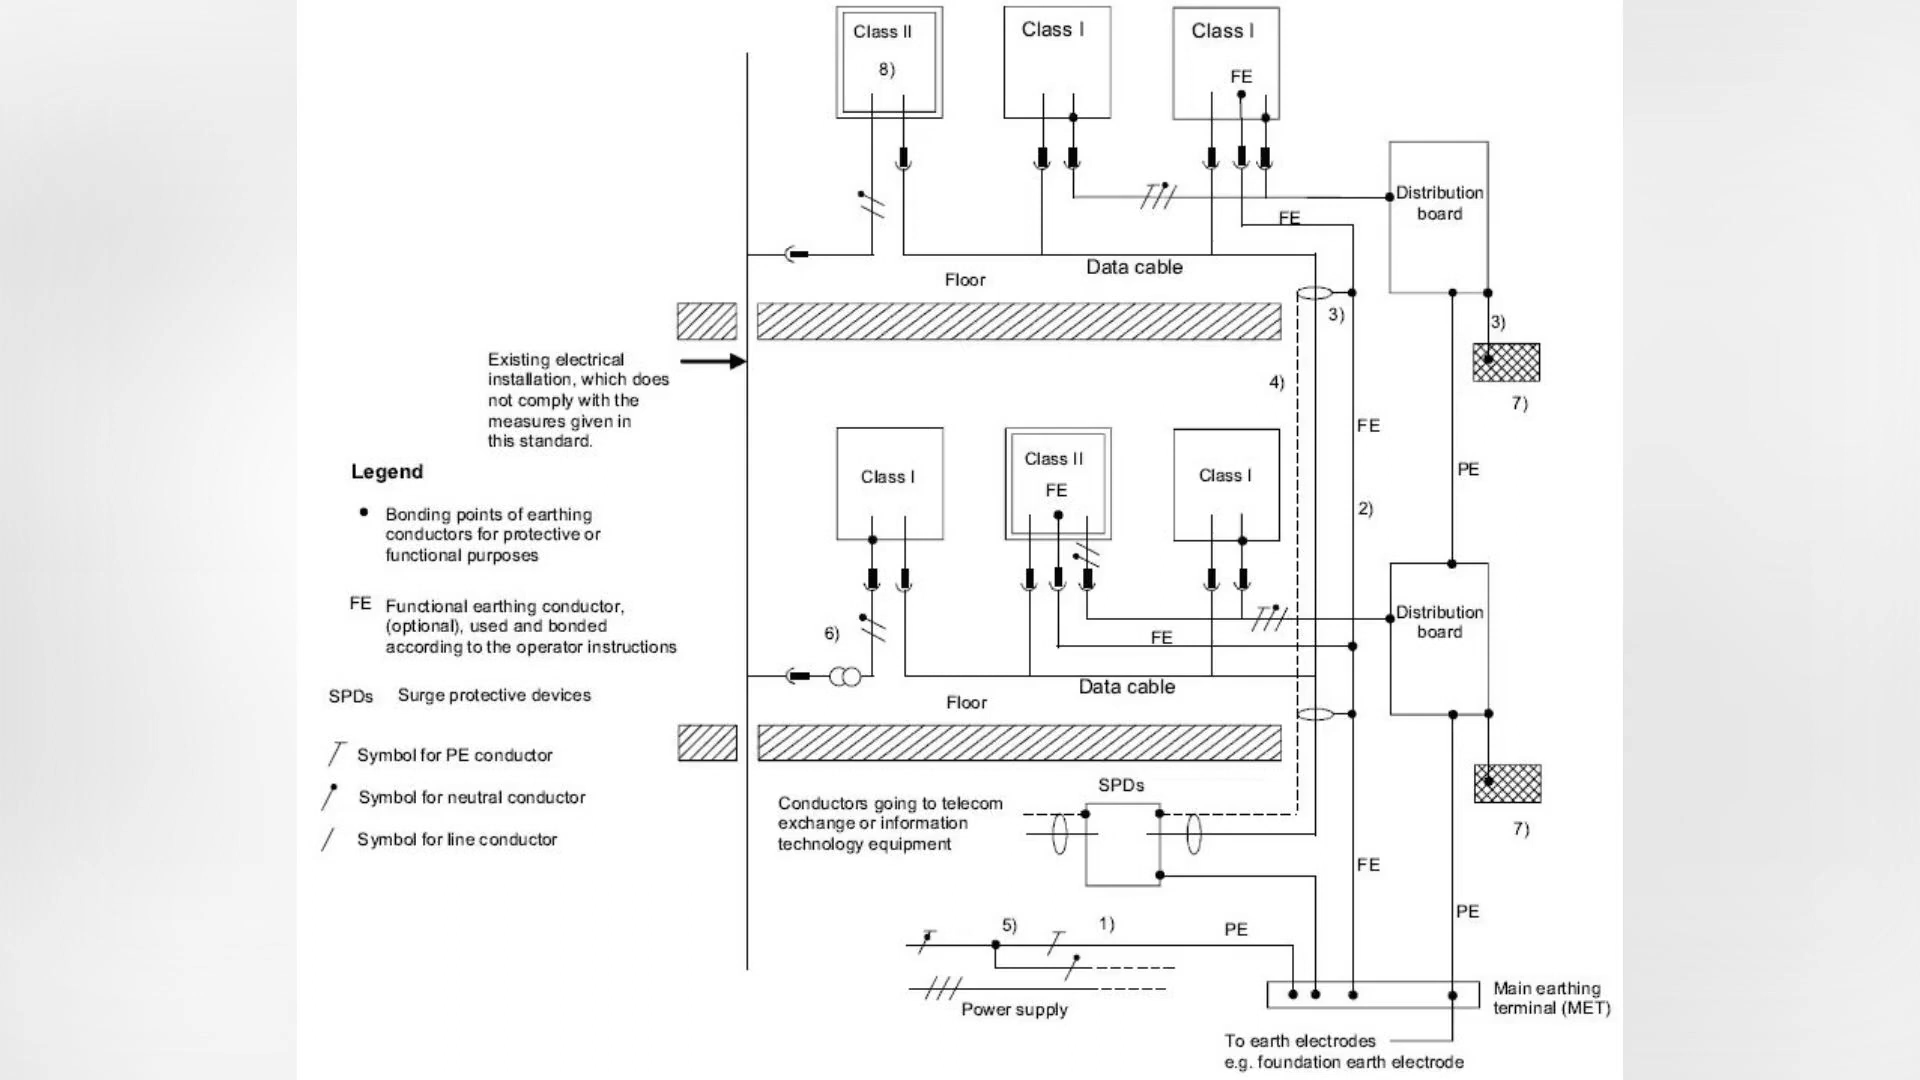 Class II
8)
Class I
Class I
FE
Distribution
board
FE
Data cable
Floor
3)
3)
7)
Existing electrical
installation, which does
not comply with the
measures given in
this standard.
4)
FE
PE
2)
Class I
Class II
FE
Class I
Distribution
board
6)
FE
Data cable
Floor
7)
Legend
Bonding points of earthing
conductors for protective or
functional purposes
FE Functional earthing conductor,
(optional), used and bonded
according to the operator instructions
SPDs Surge protective devices
Symbol for PE conductor
Symbol for neutral conductor
Symbol for line conductor
SPDs
Conductors going to telecom
exchange or information
technology equipment
FE
PE
5)
1)
PE
Power supply
Main earthing
terminal (MET)
To earth electrodes
e.g. foundation earth electrode